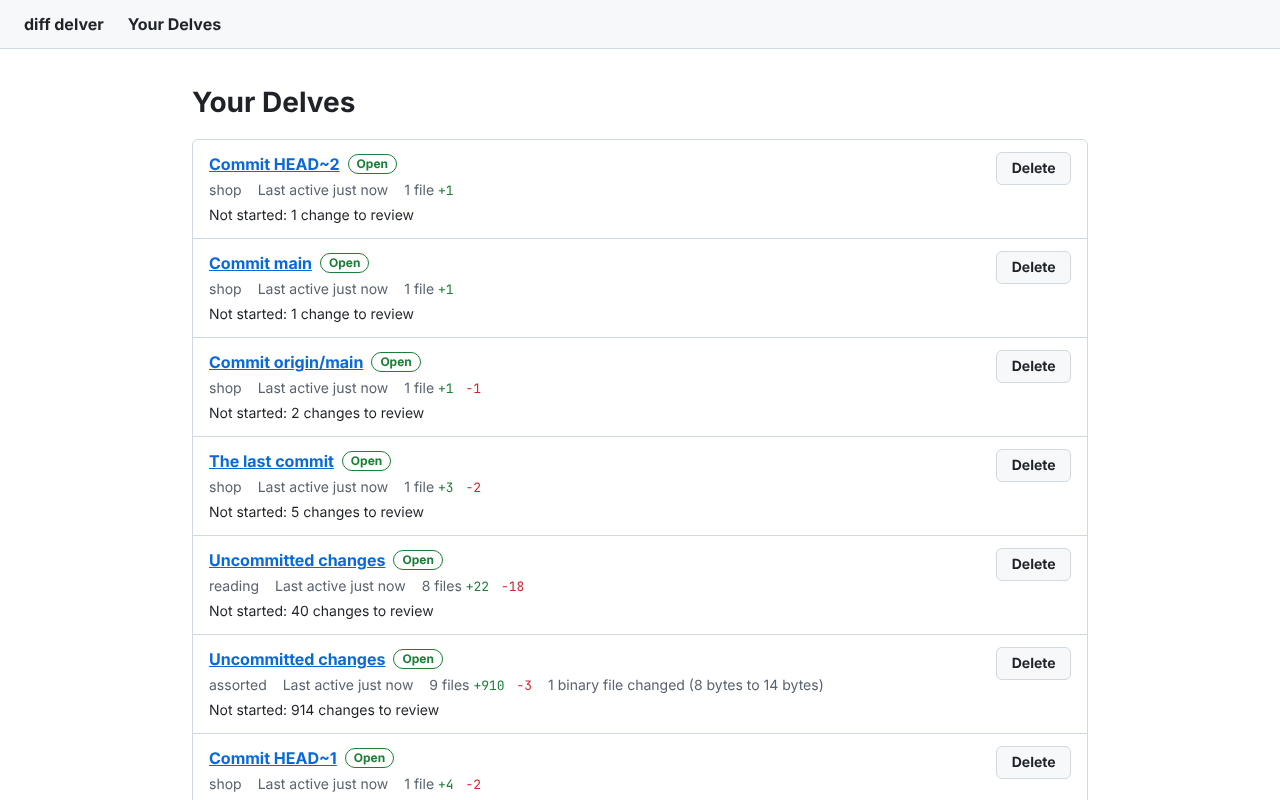 diff delver Your Delves
Your Delves
Commit HEAD~2 Open Delete
shop Last active just now 1 file +1
Not started: 1 change to review
Commit main Open Delete
shop Last active just now 1 file +1
Not started: 1 change to review
Commit origin/main Open Delete
shop Last active just now 1 file +1 -1
Not started: 2 changes to review
The last commit Open Delete
shop Last active just now 1 file +3 -2
Not started: 5 changes to review
Uncommitted changes Open Delete
reading Last active just now 8 files +22 -18
Not started: 40 changes to review
Uncommitted changes Open Delete
assorted Last active just now 9 files +910 -3 1 binary file changed (8 bytes to 14 bytes)
Not started: 914 changes to review
Commit HEAD~1 Open Delete
shop Last active just now 1 file +4 -2